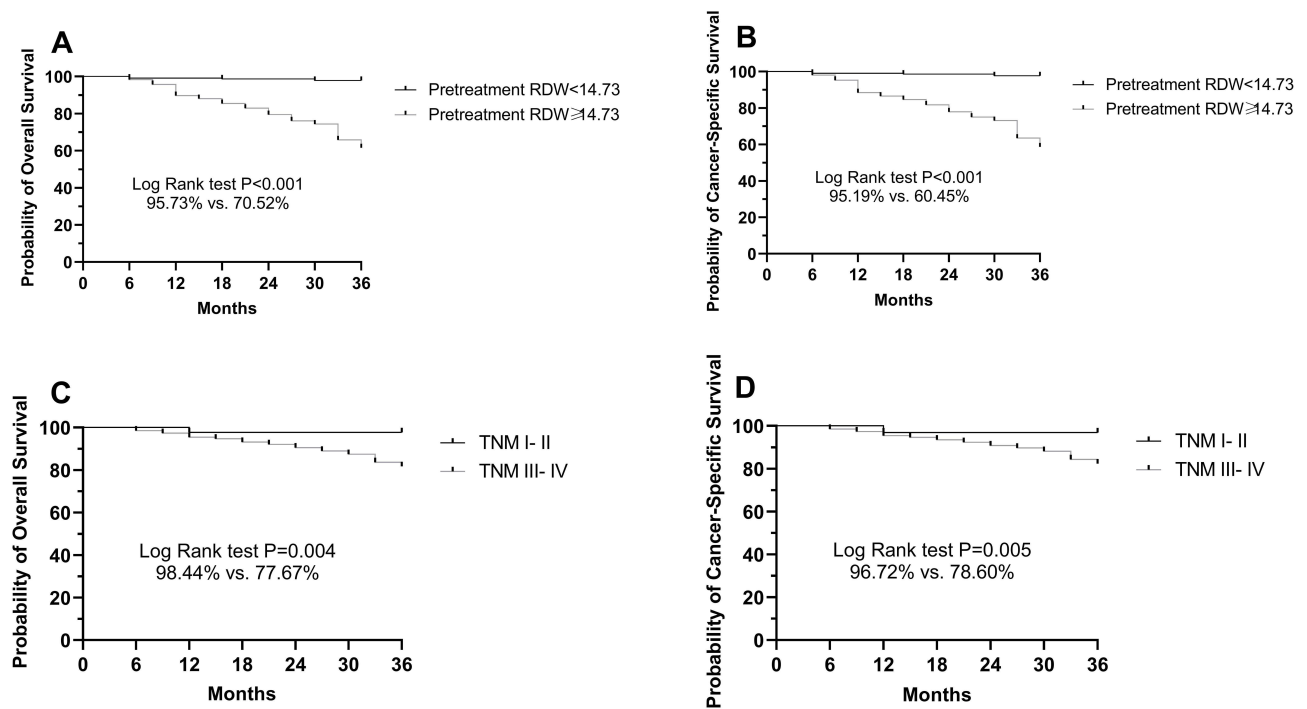 A
Probability of Overall Survival
100
80
60
40
20
0
0 6 12 18 24 30 36
Months
Log Rank test P<0.001
95.73% vs. 70.52%
Pretreatment RDW<14.73
Pretreatment RDW⩾14.73
B
Probability of Cancer-Specific Survival
100
80
60
40
20
0
0 6 12 18 24 30 36
Months
Log Rank test P<0.001
95.19% vs. 60.45%
Pretreatment RDW<14.73
Pretreatment RDW⩾14.73
C
Probability of Overall Survival
100
80
60
40
20
0
0 6 12 18 24 30 36
Months
Log Rank test P=0.004
98.44% vs. 77.67%
TNM I- II
TNM III- IV
D
Probability of Cancer-Specific Survival
100
80
60
40
20
0
0 6 12 18 24 30 36
Months
Log Rank test P=0.005
96.72% vs. 78.60%
TNM I- II
TNM III- IV